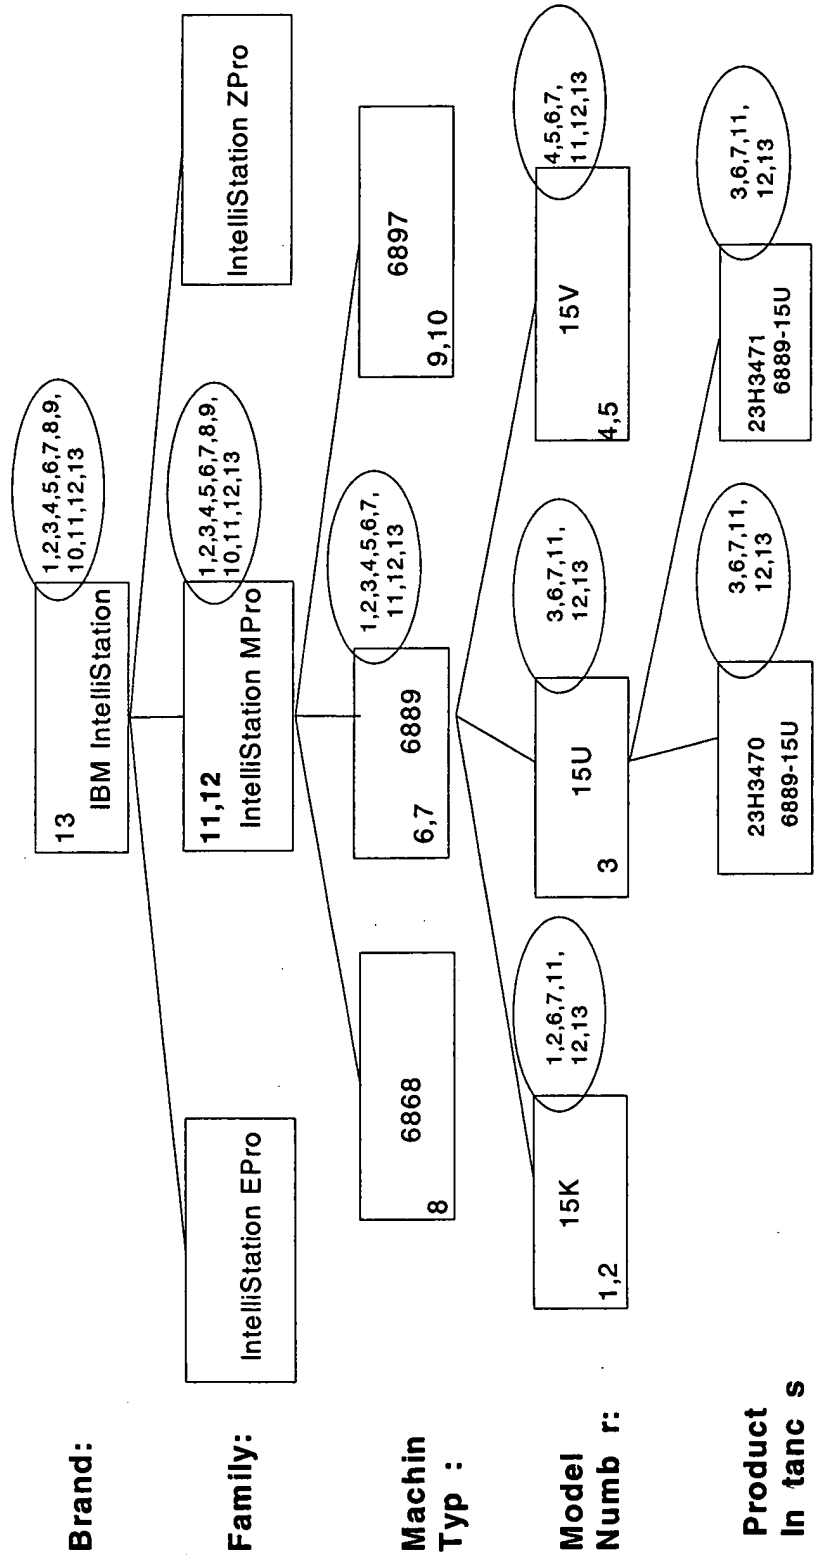 Brand:
13
IBM IntelliStation
1,2,3,4,5,6,7,8,9,
10,11,12,13
Family:
IntelliStation EPro
11,12
IntelliStation MPro
1,2,3,4,5,6,7,8,9,
10,11,12,13
IntelliStation ZPro
Machin
Typ :
6868
8
6889
6,7
1,2,3,4,5,6,7,
11,12,13
6897
9,10
Model
Numb r:
15K
1,2
1,2,6,7,11,
12,13
15U
3
3,6,7,11,
12,13
15V
4,5
4,5,6,7,
11,12,13
Product
In tanc s
23H3470
6889-15U
3,6,7,11,
12,13
23H3471
6889-15U
3,6,7,11,
12,13